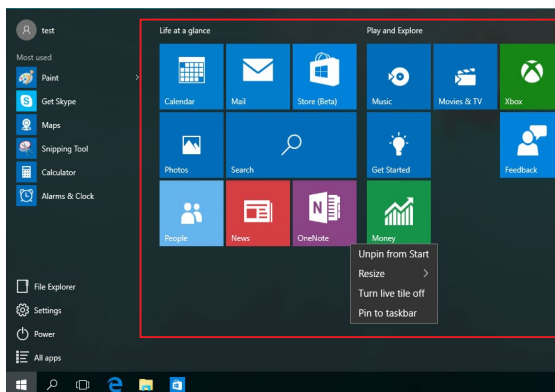 test
Most used
Paint
Get Skype
Maps
Snipping Tool
Calculator
Alarms & Clock
File Explorer
Settings
Power
All apps
Life at a glance
Calendar
Mail
Store (Beta)
Photos
Search
People
News
OneNote
Play and Explore
Music
Movies & TV
Xbox
Get Started
Feedback
Money
Unpin from Start
Resize
Turn live tile off
Pin to taskbar